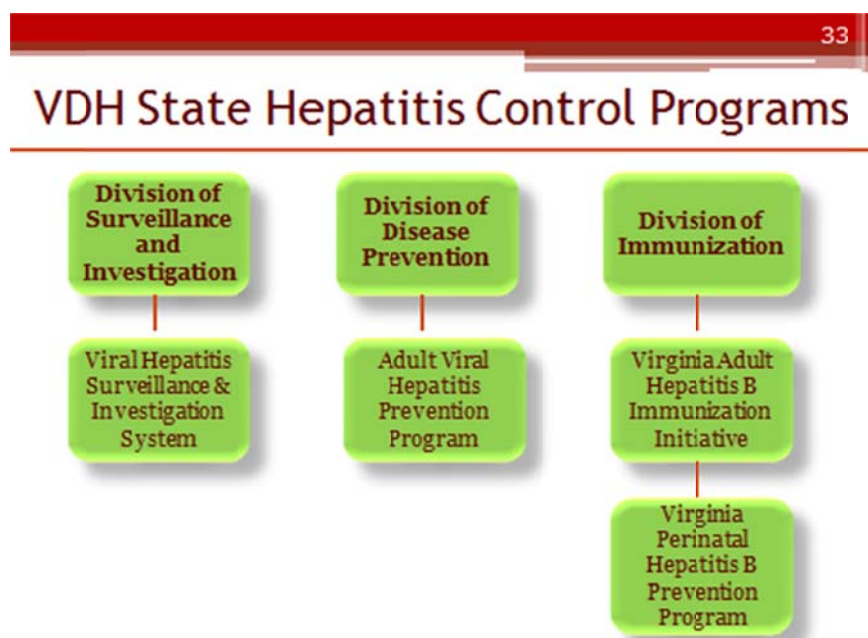 33
VDH State Hepatitis Control Programs
Division of
Surveillance
and
Investigation
Viral Hepatitis
Surveillance &
Investigation
System
Division of
Disease
Prevention
Adult Viral
Hepatitis
Prevention
Program
Division of
Immunization
Virginia Adult
Hepatitis B
Immunization
Initiative
Virginia
Perinatal
Hepatitis B
Prevention
Program